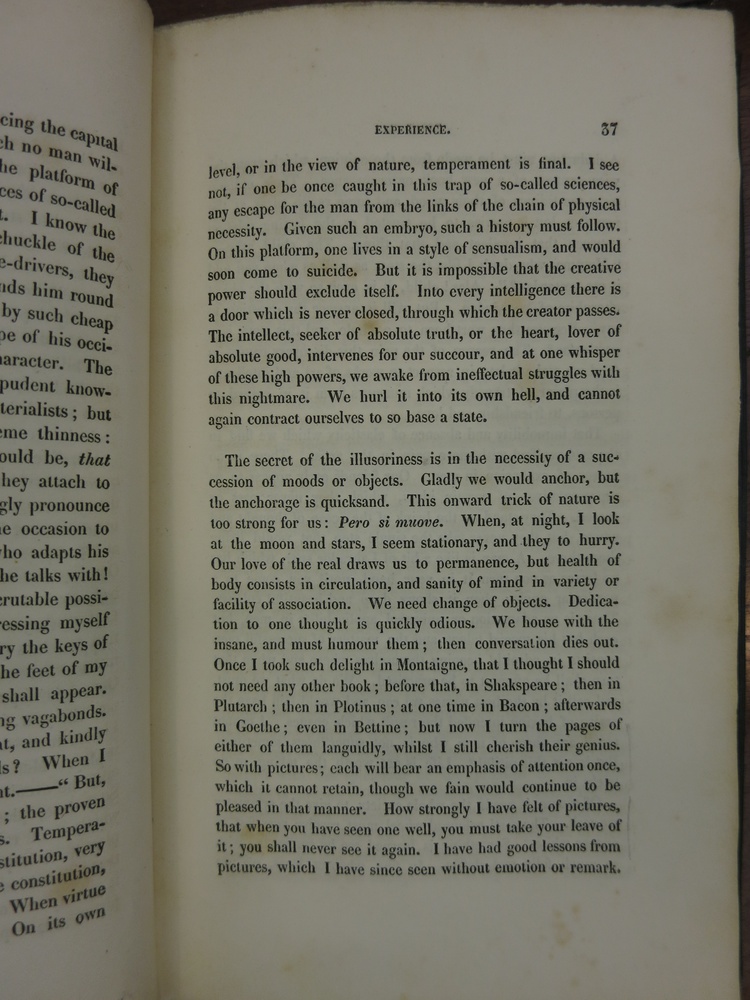 cing the capital
ch no man wil-
he platform of
ces of so-called
t. I know the
huckle of the
e-drivers, they
nds him round
by such cheap
pe of his occi-
haracter. The
pudent know-
terialists; but
eme thinness:
ould be, that
hey attach to
gly pronounce
e occasion to
who adapts his
he talks with!
crutable possi-
ressing myself
ry the keys of
he feet of my
shall appear.
ng vagabonds.
at, and kindly
ls? When I
nt.——“ But,
; the proven
s. Tempera-
stitution, very
e constitution,
When virtue
On its own
EXPERIENCE. 37
level, or in the view of nature, temperament is final. I see
not, if one be once caught in this trap of so-called sciences,
any escape for the man from the links of the chain of physical
necessity. Given such an embryo, such a history must follow.
On this platform, one lives in a style of sensualism, and would
soon come to suicide. But it is impossible that the creative
power should exclude itself. Into every intelligence there is
a door which is never closed, through which the creator passes.
The intellect, seeker of absolute truth, or the heart, lover of
absolute good, intervenes for our succour, and at one whisper
of these high powers, we awake from ineffectual struggles with
this nightmare. We hurl it into its own hell, and cannot
again contract ourselves to so base a state.
The secret of the illusoriness is in the necessity of a suc-
cession of moods or objects. Gladly we would anchor, but
the anchorage is quicksand. This onward trick of nature is
too strong for us: Pero si muove. When, at night, I look
at the moon and stars, I seem stationary, and they to hurry.
Our love of the real draws us to permanence, but health of
body consists in circulation, and sanity of mind in variety or
facility of association. We need change of objects. Dedica-
tion to one thought is quickly odious. We house with the
insane, and must humour them; then conversation dies out.
Once I took such delight in Montaigne, that I thought I should
not need any other book; before that, in Shakspeare; then in
Plutarch; then in Plotinus; at one time in Bacon; afterwards
in Goethe; even in Bettine; but now I turn the pages of
either of them languidly, whilst I still cherish their genius.
So with pictures; each will bear an emphasis of attention once,
which it cannot retain, though we fain would continue to be
pleased in that manner. How strongly I have felt of pictures,
that when you have seen one well, you must take your leave of
it; you shall never see it again. I have had good lessons from
pictures, which I have since seen without emotion or remark.